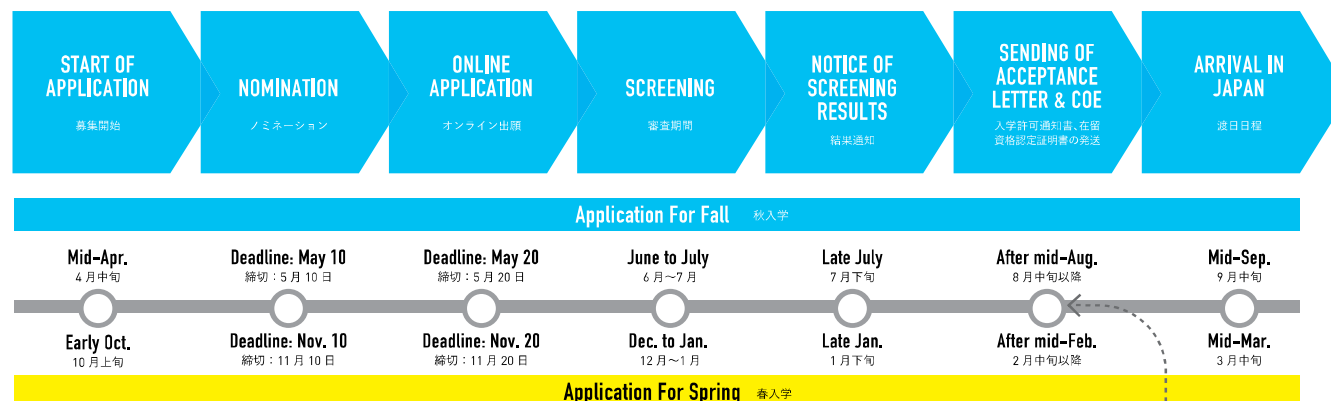 START OF
APPLICATION
募集開始
NOMINATION
ノミネーション
ONLINE
APPLICATION
オンライン出願
SCREENING
審査期間
NOTICE OF
SCREENING
RESULTS
結果通知
SENDING OF
ACCEPTANCE
LETTER & COE
入学許可通知書、在留
資格認定証明書の発送
ARRIVAL IN
JAPAN
渡日日程
Application For Fall 秋入学
Mid-Apr.
4月中旬
Deadline: May 10
締切：5月10日
Deadline: May 20
締切：5月20日
June to July
6月～7月
Late July
7月下旬
After mid-Aug.
8月中旬以降
Mid-Sep.
9月中旬
Early Oct.
10月上旬
Deadline: Nov. 10
締切：11月10日
Deadline: Nov. 20
締切：11月20日
Dec. to Jan.
12月～1月
Late Jan.
1月下旬
After mid-Feb.
2月中旬以降
Mid-Mar.
3月中旬
Application For Spring 春入学